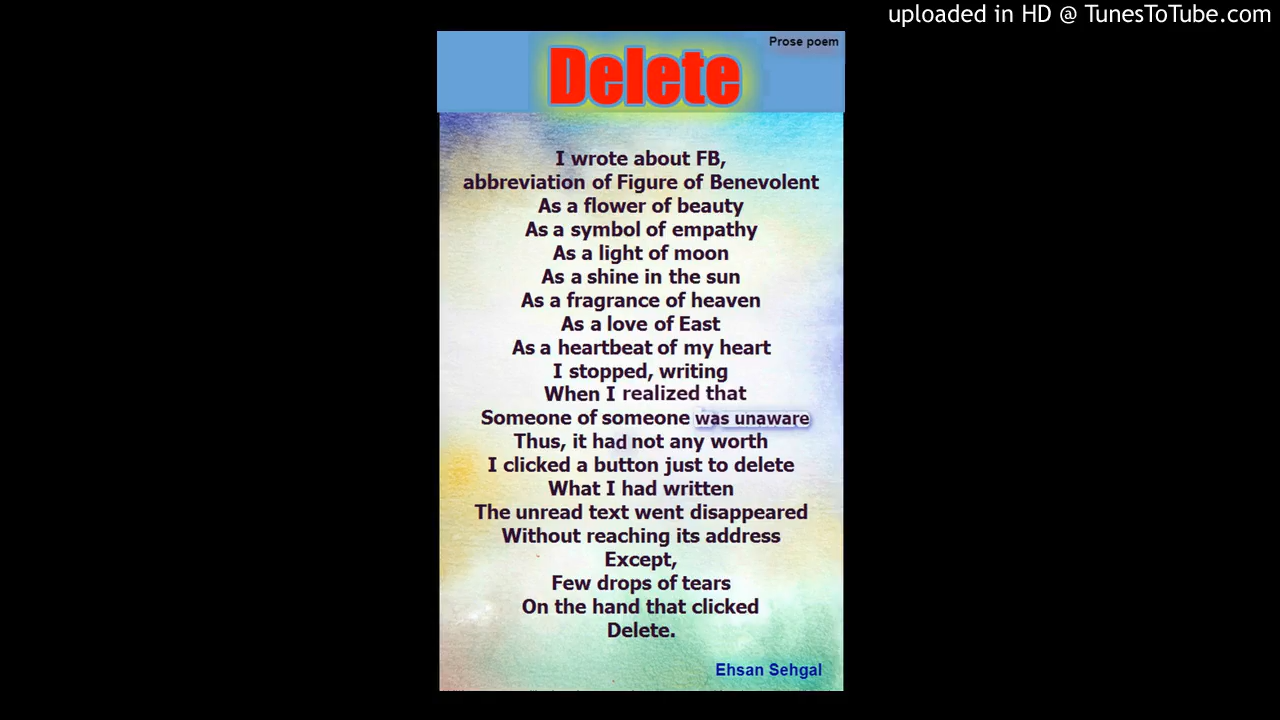 uploaded in HD @ TunesToTube.com
Prose poem
Delete
I wrote about FB,
abbreviation of Figure of Benevolent
As a flower of beauty
As a symbol of empathy
As a light of moon
As a shine in the sun
As a fragrance of heaven
As a love of East
As a heartbeat of my heart
I stopped, writing
When I realized that
Someone of someone was unaware
Thus, it had not any worth
I clicked a button just to delete
What I had written
The unread text went disappeared
Without reaching its address
Except,
Few drops of tears
On the hand that clicked
Delete.
Ehsan Sehgal